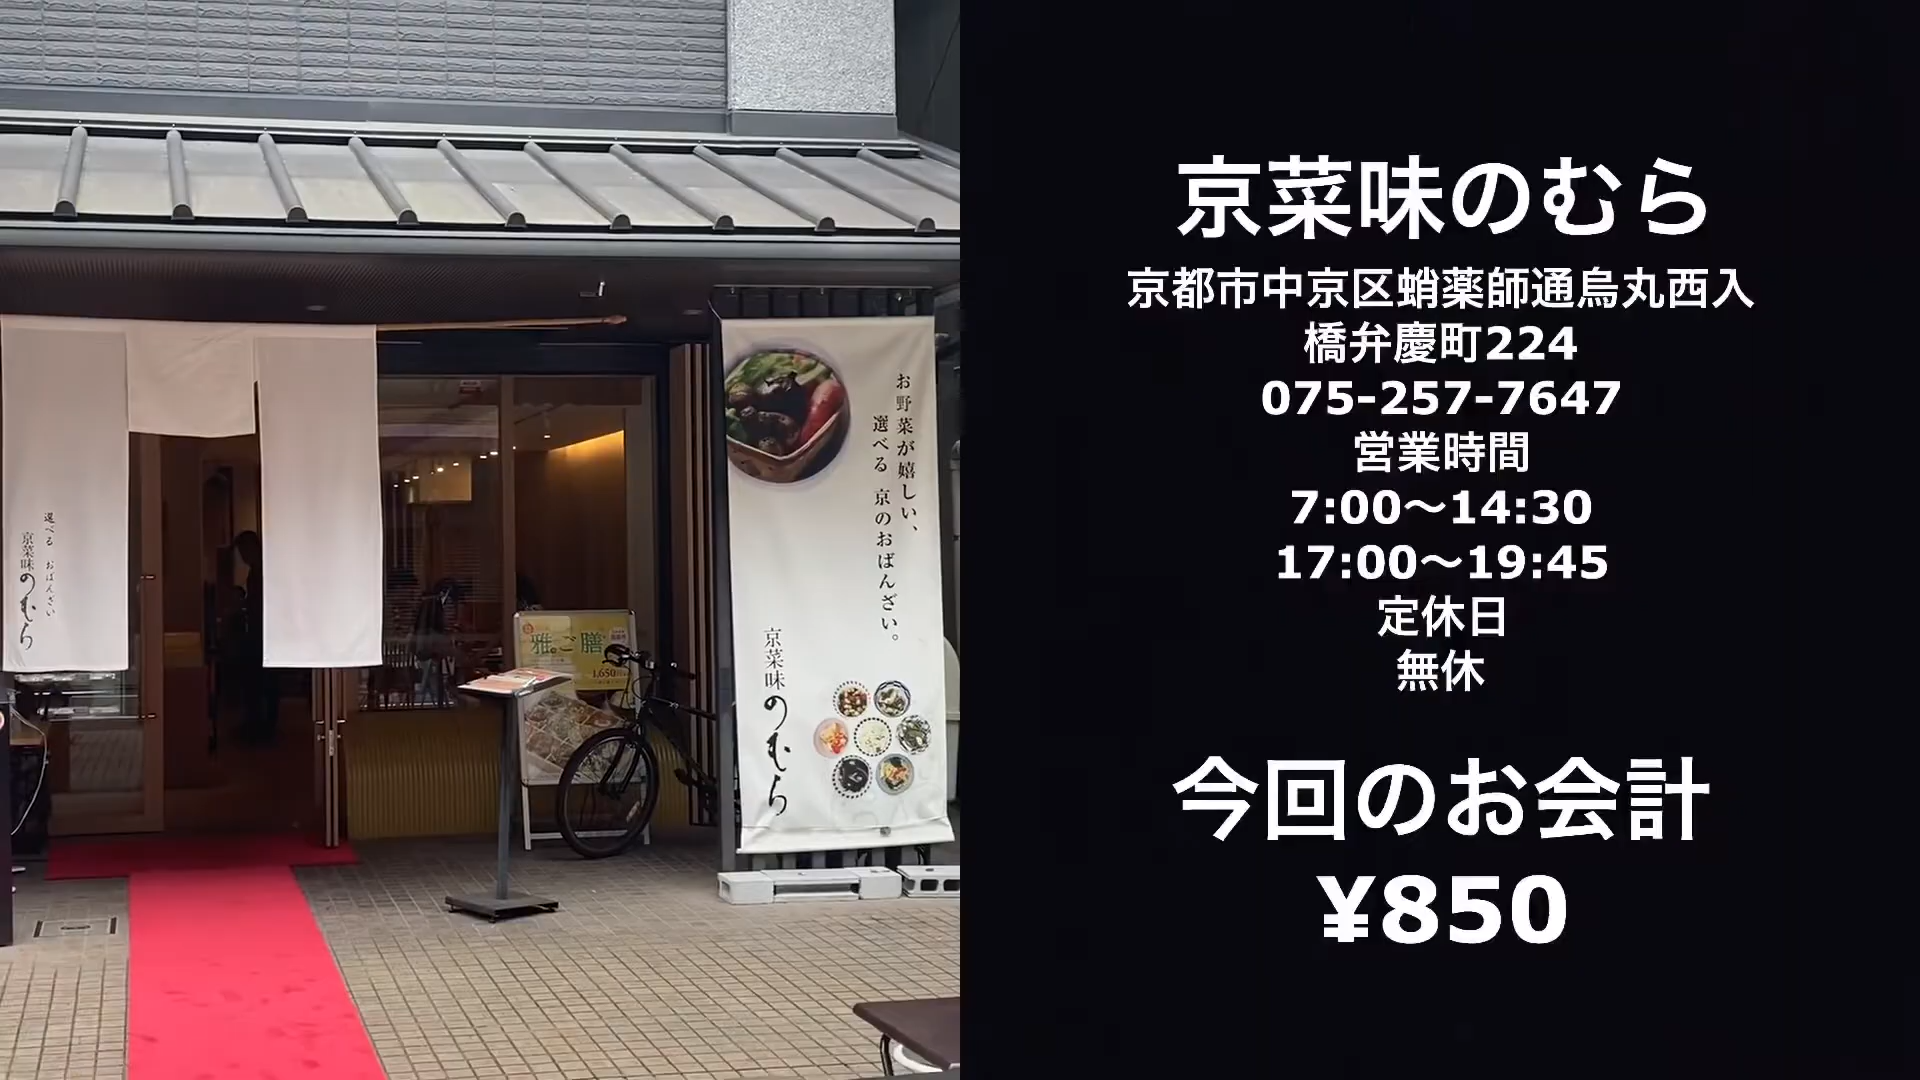 選べる おばんざい
京菜味のむら
雅ご膳
1,650
お野菜が嬉しい、
選べる 京のおばんざい。
京菜味のむら
京菜味のむら
京都市中京区蛸薬師通烏丸西入
橋弁慶町224
075-257-7647
営業時間
7:00〜14:30
17:00〜19:45
定休日
無休
今回のお会計
¥850